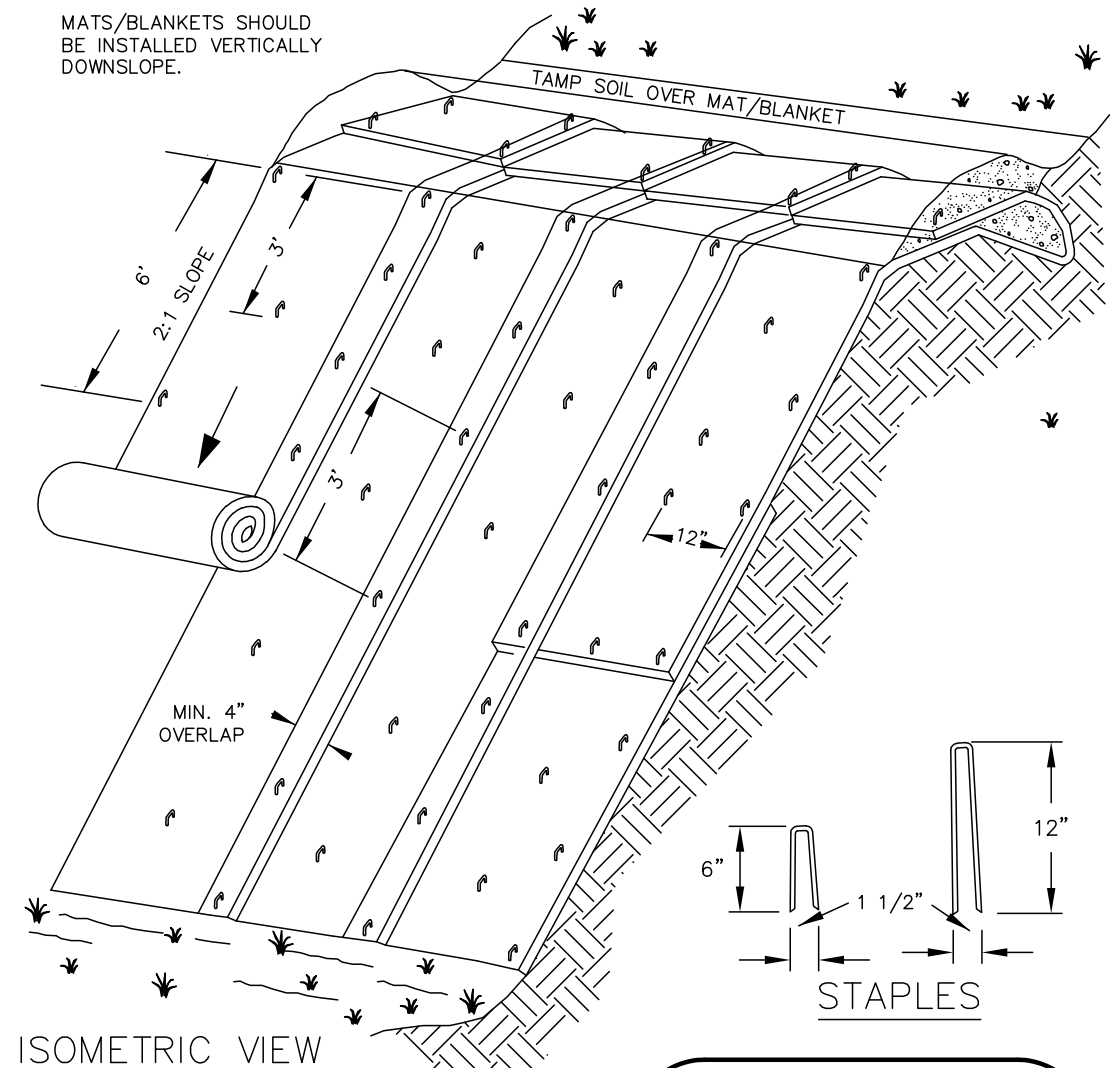 MATS/BLANKETS SHOULD
BE INSTALLED VERTICALLY
DOWNSLOPE.
TAMP SOIL OVER MAT/BLANKET
6'
2:1 SLOPE
3'
3'
12"
MIN. 4"
OVERLAP
6"
12"
1 1/2"
STAPLES
ISOMETRIC VIEW